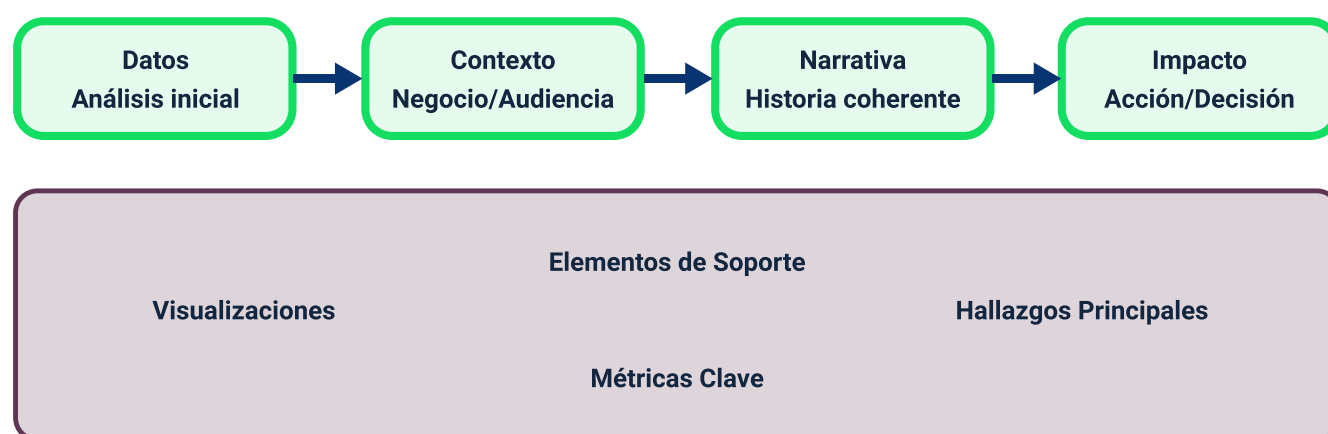 Datos
Análisis inicial
Contexto
Negocio/Audiencia
Narrativa
Historia coherente
Impacto
Acción/Decisión
Elementos de Soporte
Visualizaciones
Hallazgos Principales
Métricas Clave